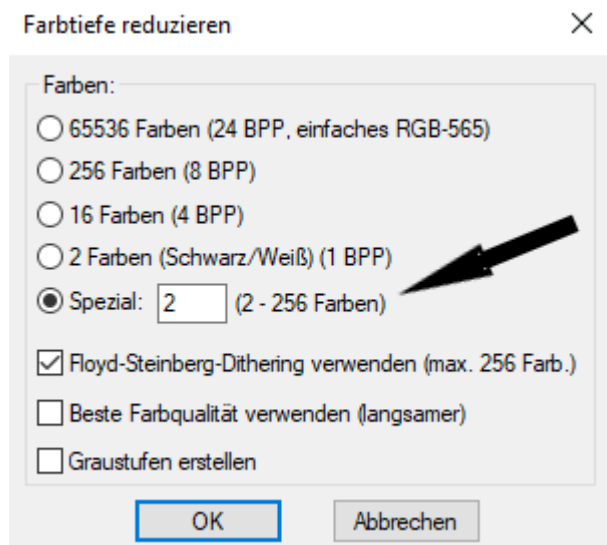 Farbtiefe reduzieren
Farben:
65536 Farben (24 BPP, einfaches RGB-565)
256 Farben (8 BPP)
16 Farben (4 BPP)
2 Farben (Schwarz/Weiß) (1 BPP)
Spezial: 2 (2 - 256 Farben)
Floyd-Steinberg-Dithering verwenden (max. 256 Farb.)
Beste Farbqualität verwenden (langsamer)
Graustufen erstellen
OK Abbrechen